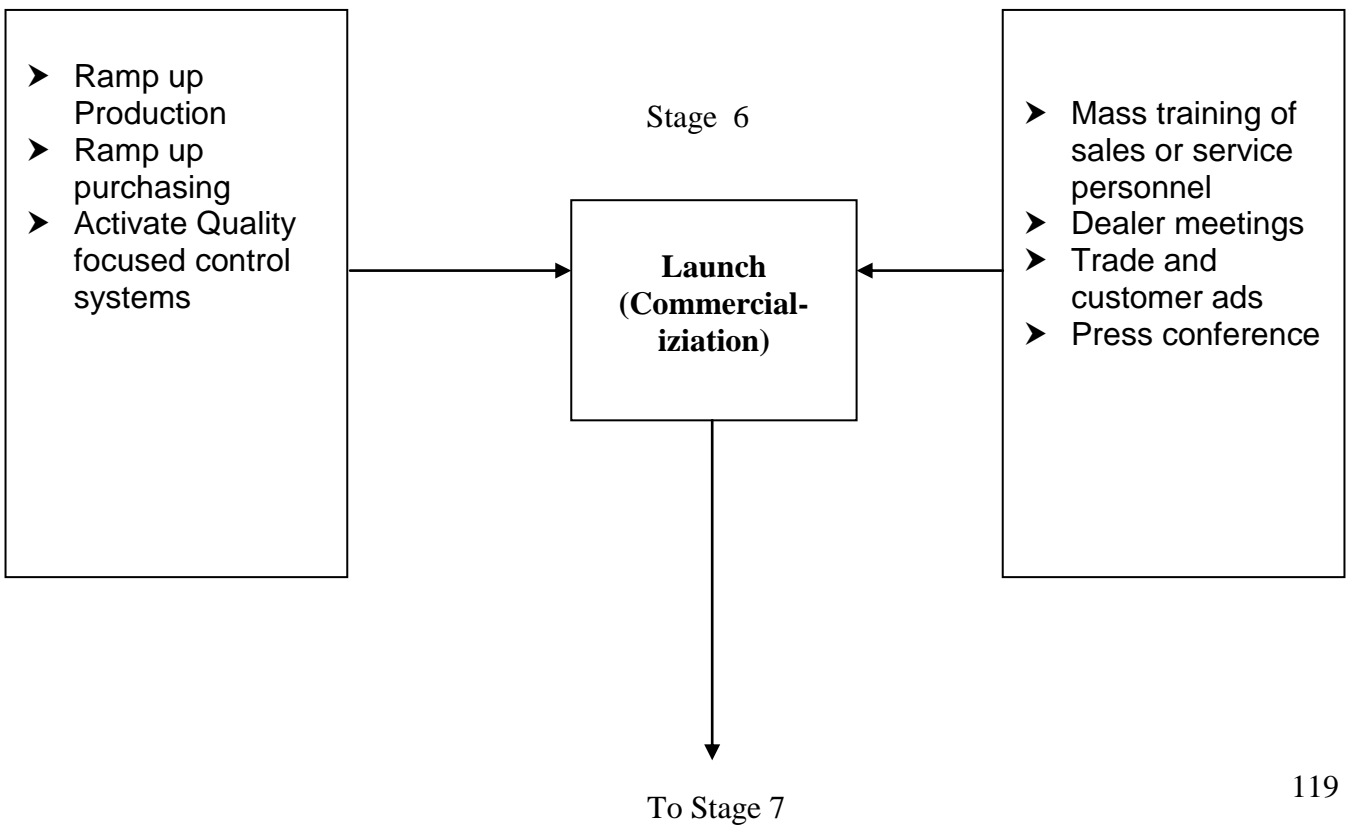 ➤ Ramp up
Production
➤ Ramp up
purchasing
➤ Activate Quality
focused control
systems
Stage 6
Launch
(Commercial-
iziation)
➤ Mass training of
sales or service
personnel
➤ Dealer meetings
➤ Trade and
customer ads
➤ Press conference
To Stage 7
119